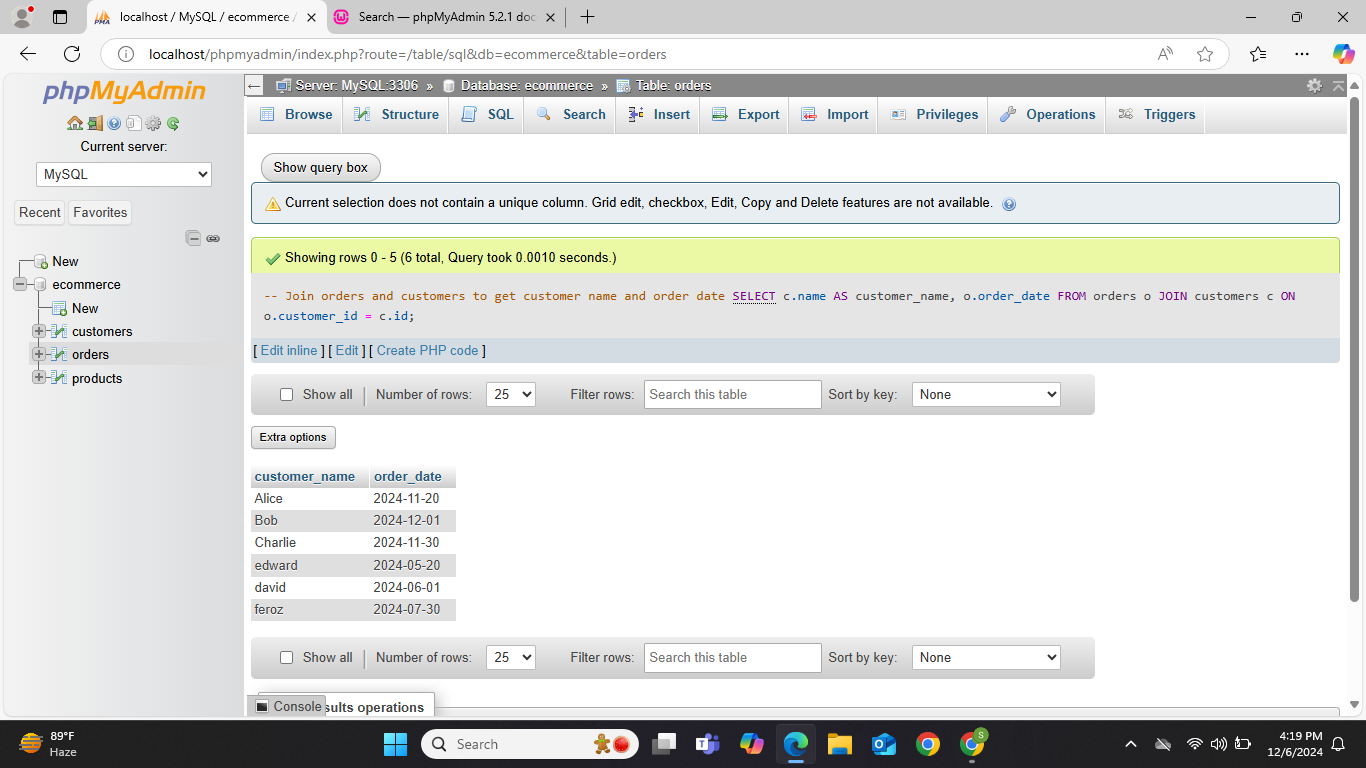 localhost / MySQL / ecommerce /
Search — phpMyAdmin 5.2.1 doc
localhost/phpmyadmin/index.php?route=/table/sql&db=ecommerce&table=orders
phpMyAdmin
Current server:
MySQL
Recent
Favorites
New
ecommerce
New
customers
orders
products
Server: MySQL:3306 » Database: ecommerce » Table: orders
Browse Structure SQL Search Insert Export Import Privileges Operations Triggers
Show query box
Current selection does not contain a unique column. Grid edit, checkbox, Edit, Copy and Delete features are not available.
Showing rows 0 - 5 (6 total, Query took 0.0010 seconds.)
-- Join orders and customers to get customer name and order date SELECT c.name AS customer_name, o.order_date FROM orders o JOIN customers c ON
o.customer_id = c.id;
[ Edit inline ] [ Edit ] [ Create PHP code ]
Show all | Number of rows: 25 Filter rows: Search this table Sort by key: None
Extra options
customer_name order_date
Alice 2024-11-20
Bob 2024-12-01
Charlie 2024-11-30
edward 2024-05-20
david 2024-06-01
feroz 2024-07-30
Show all | Number of rows: 25 Filter rows: Search this table Sort by key: None
Console
sults operations
89°F
Haze
Search
S
4:19 PM
12/6/2024